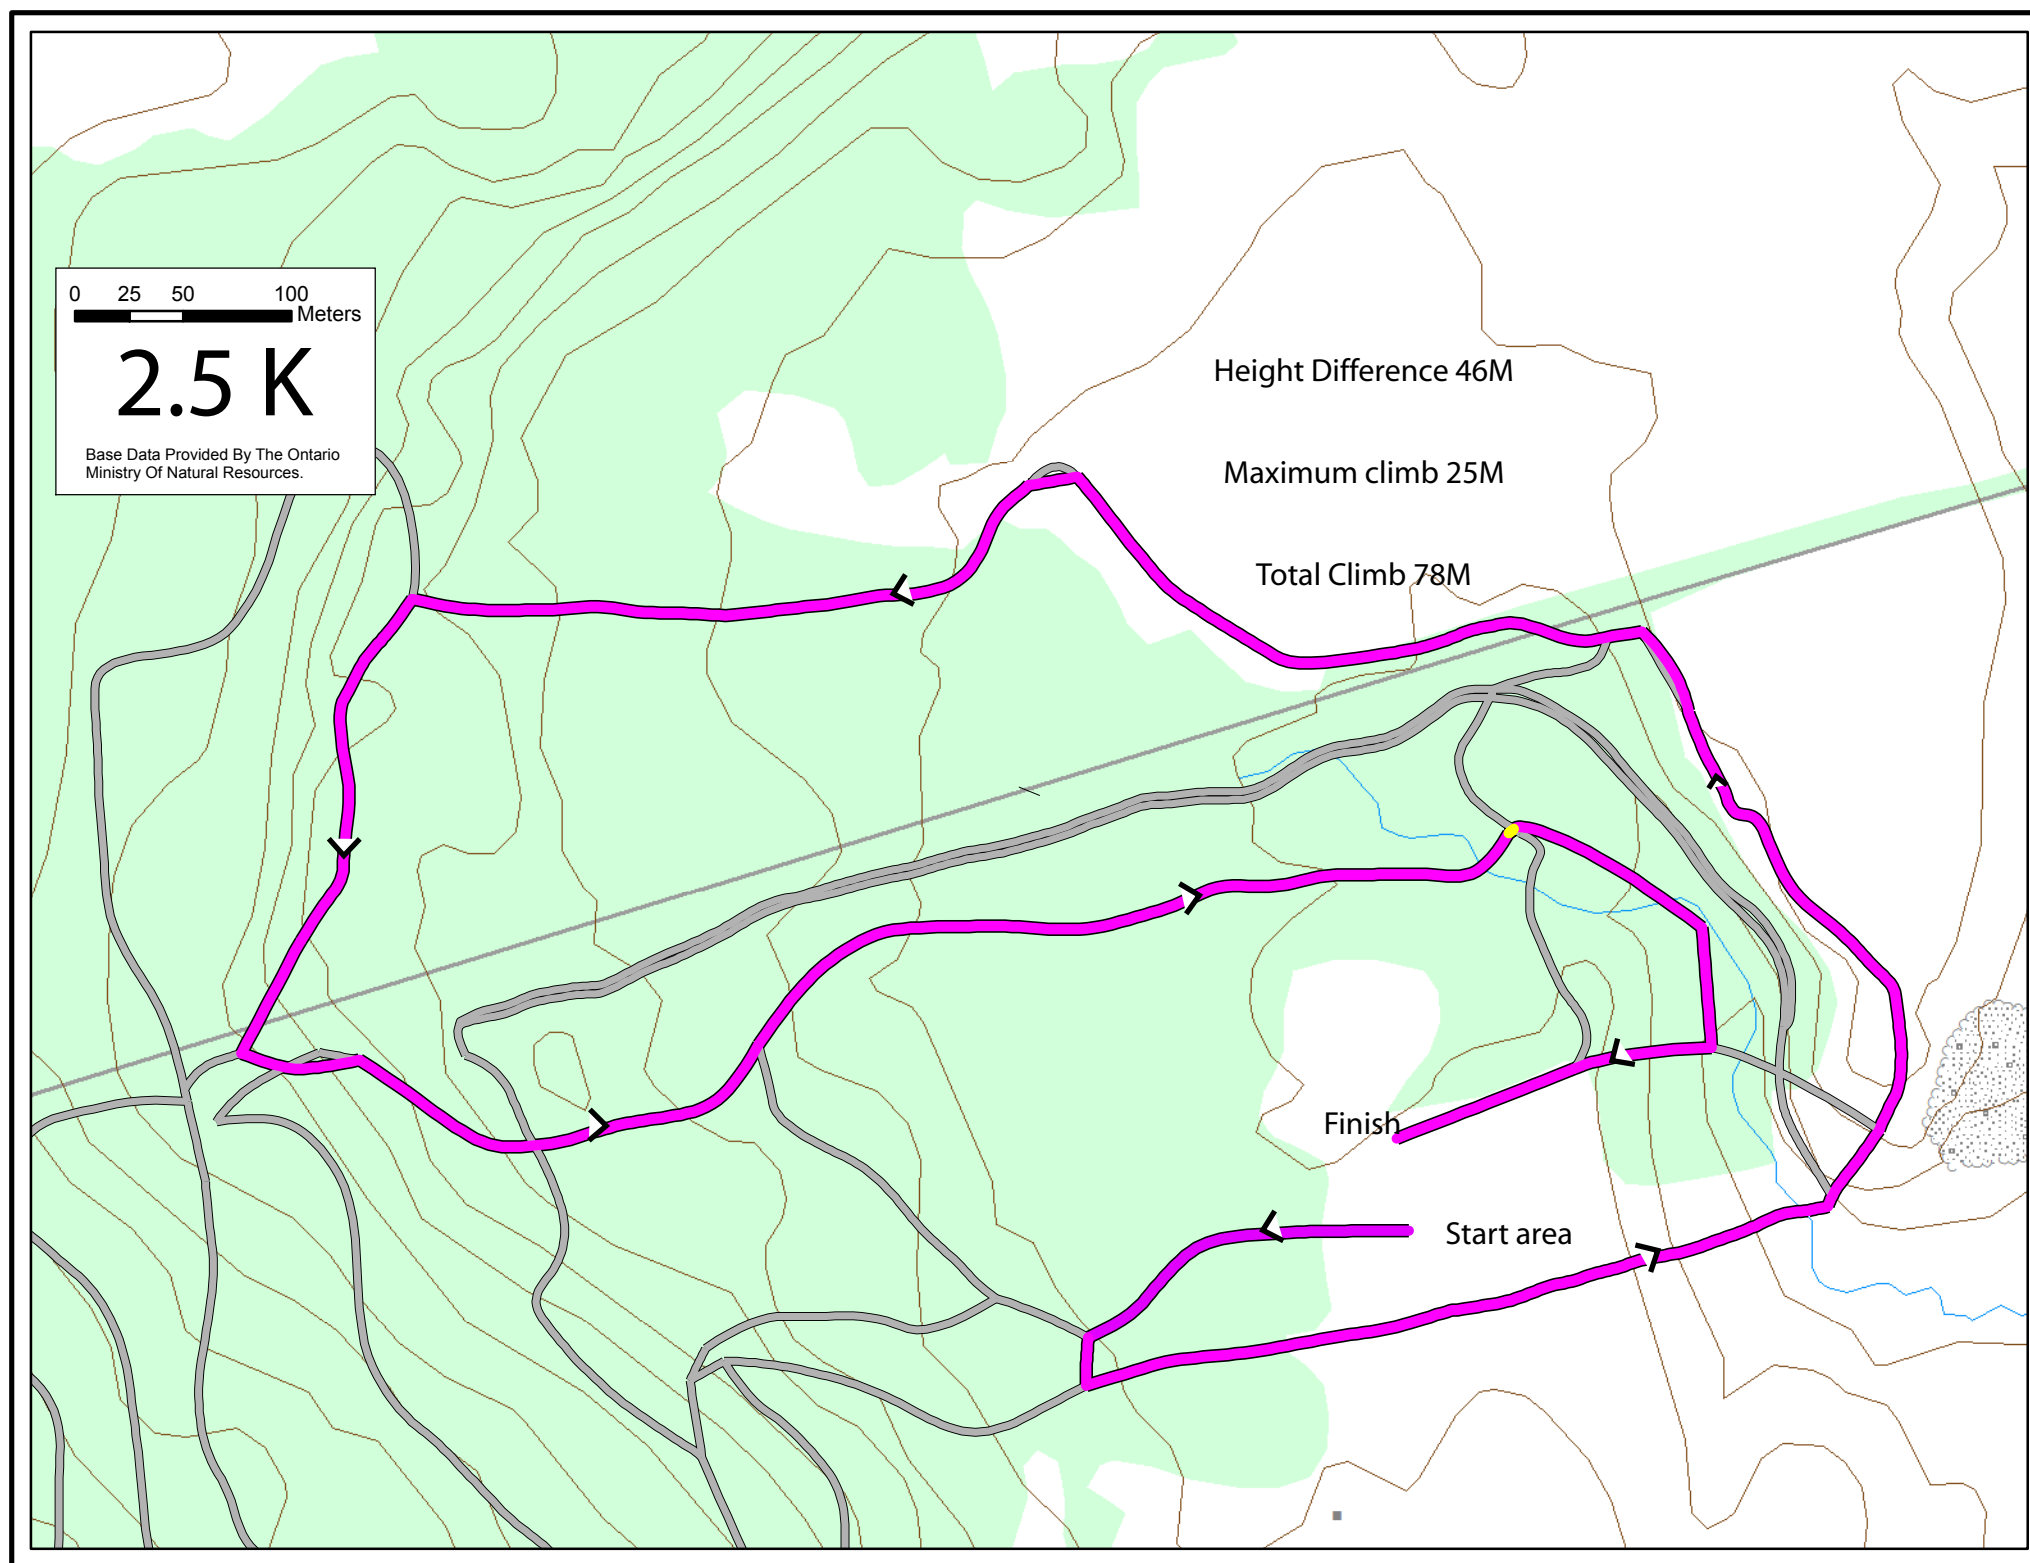 0 25 50 100
Meters
2.5 K
Base Data Provided By The Ontario
Ministry Of Natural Resources.
Height Difference 46M
Maximum climb 25M
Total Climb 78M
Finish
Start area